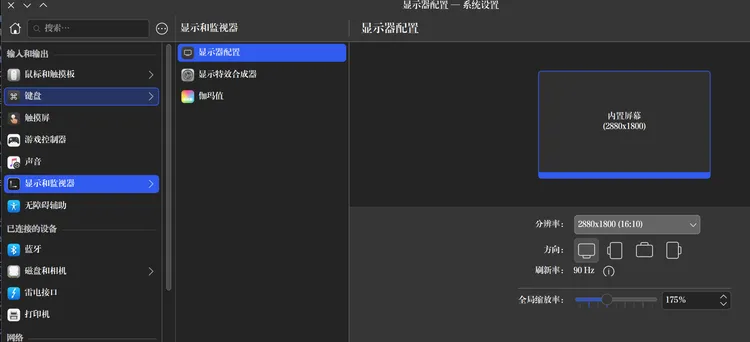 显示器配置 — 系统设置
搜索...
显示和监视器
显示器配置
输入和输出
鼠标和触摸板
键盘
触摸屏
游戏控制器
声音
显示和监视器
无障碍辅助
已连接的设备
蓝牙
磁盘和相机
雷电接口
打印机
网络
显示器配置
显示特效合成器
伽玛值
内置屏幕
(2880x1800)
分辨率：
2880x1800 (16:10)
方向：
刷新率：
90 Hz
全局缩放率：
175%